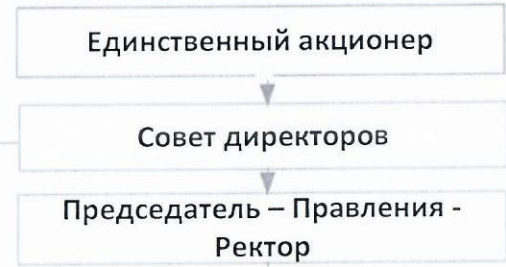 Единственный акционер
Совет директоров
Председатель – Правления -
Ректор